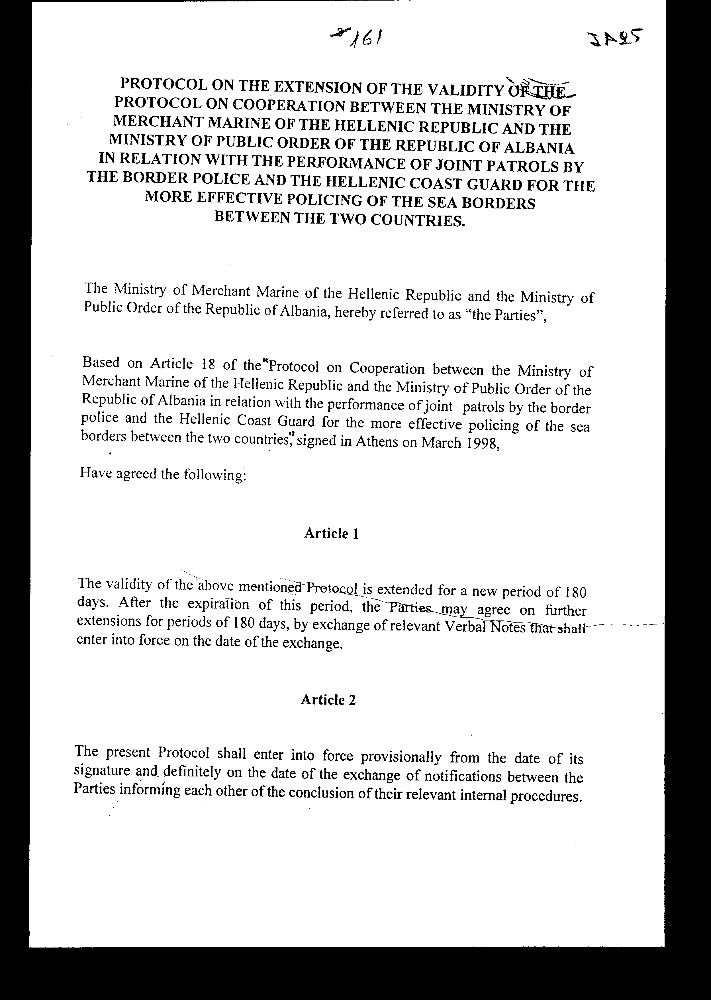 161
JA25
PROTOCOL ON THE EXTENSION OF THE VALIDITY OF THE
PROTOCOL ON COOPERATION BETWEEN THE MINISTRY OF
MERCHANT MARINE OF THE HELLENIC REPUBLIC AND THE
MINISTRY OF PUBLIC ORDER OF THE REPUBLIC OF ALBANIA
IN RELATION WITH THE PERFORMANCE OF JOINT PATROLS BY
THE BORDER POLICE AND THE HELLENIC COAST GUARD FOR THE
MORE EFFECTIVE POLICING OF THE SEA BORDERS
BETWEEN THE TWO COUNTRIES.
The Ministry of Merchant Marine of the Hellenic Republic and the Ministry of
Public Order of the Republic of Albania, hereby referred to as “the Parties”,
Based on Article 18 of the “Protocol on Cooperation between the Ministry of
Merchant Marine of the Hellenic Republic and the Ministry of Public Order of the
Republic of Albania in relation with the performance of joint patrols by the border
police and the Hellenic Coast Guard for the more effective policing of the sea
borders between the two countries,” signed in Athens on March 1998,
Have agreed the following:
Article 1
The validity of the above mentioned Protocol is extended for a new period of 180
days. After the expiration of this period, the Parties may agree on further
extensions for periods of 180 days, by exchange of relevant Verbal Notes that shall
enter into force on the date of the exchange.
Article 2
The present Protocol shall enter into force provisionally from the date of its
signature and definitely on the date of the exchange of notifications between the
Parties informing each other of the conclusion of their relevant internal procedures.